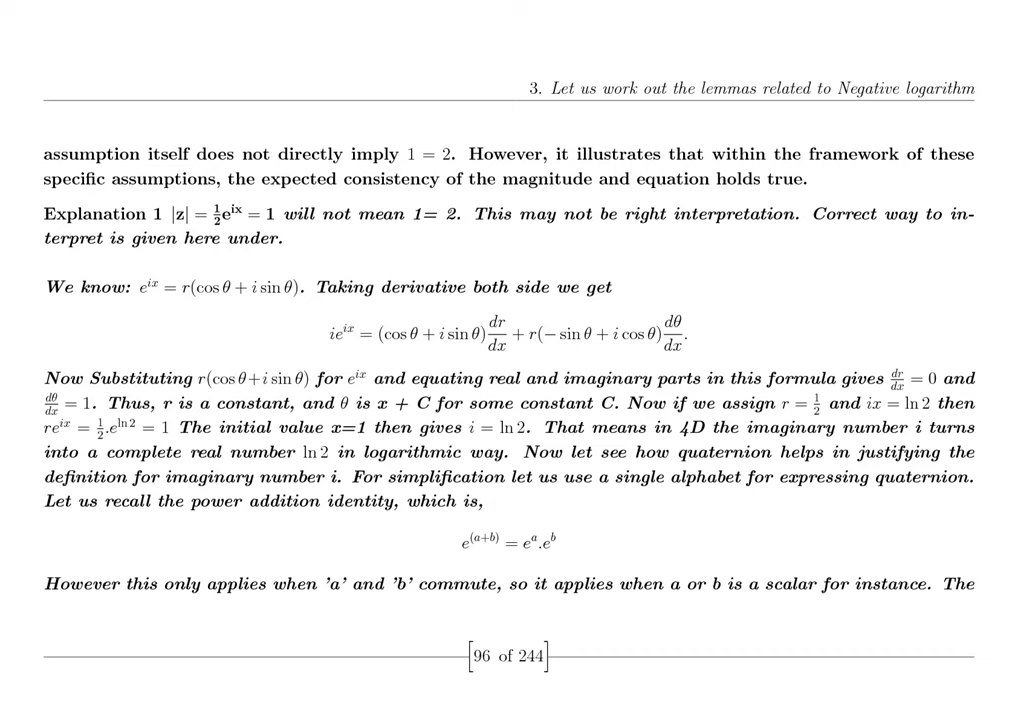 3. Let us work out the lemmas related to Negative logarithm
assumption itself does not directly imply 1 = 2. However, it illustrates that within the framework of these
specific assumptions, the expected consistency of the magnitude and equation holds true.
Explanation 1 |z| = \frac{1}{2}e^{ix} = 1 will not mean 1= 2. This may not be right interpretation. Correct way to in-
terpret is given here under.
We know: e^{ix} = r(cos θ + i sin θ). Taking derivative both side we get
ie^{ix} = (cos θ + i sin θ)\frac{dr}{dx} + r(− sin θ + i cos θ)\frac{dθ}{dx}.
Now Substituting r(cos θ+i sin θ) for e^{ix} and equating real and imaginary parts in this formula gives \frac{dr}{dx} = 0 and
\frac{dθ}{dx} = 1. Thus, r is a constant, and θ is x + C for some constant C. Now if we assign r = \frac{1}{2} and ix = ln 2 then
re^{ix} = \frac{1}{2}.e^{ln 2} = 1 The initial value x=1 then gives i = ln 2. That means in 4D the imaginary number i turns
into a complete real number ln 2 in logarithmic way. Now let see how quaternion helps in justifying the
definition for imaginary number i. For simplification let us use a single alphabet for expressing quaternion.
Let us recall the power addition identity, which is,
e^{(a+b)} = e^{a}.e^{b}
However this only applies when 'a' and 'b' commute, so it applies when a or b is a scalar for instance. The
[96 of 244]